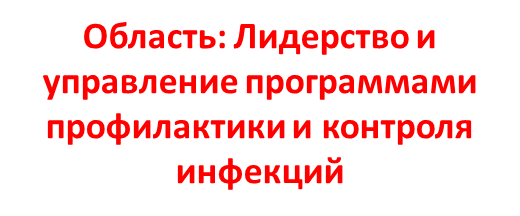 Область: Лидерство и
управление программами
профилактики и контроля
инфекций